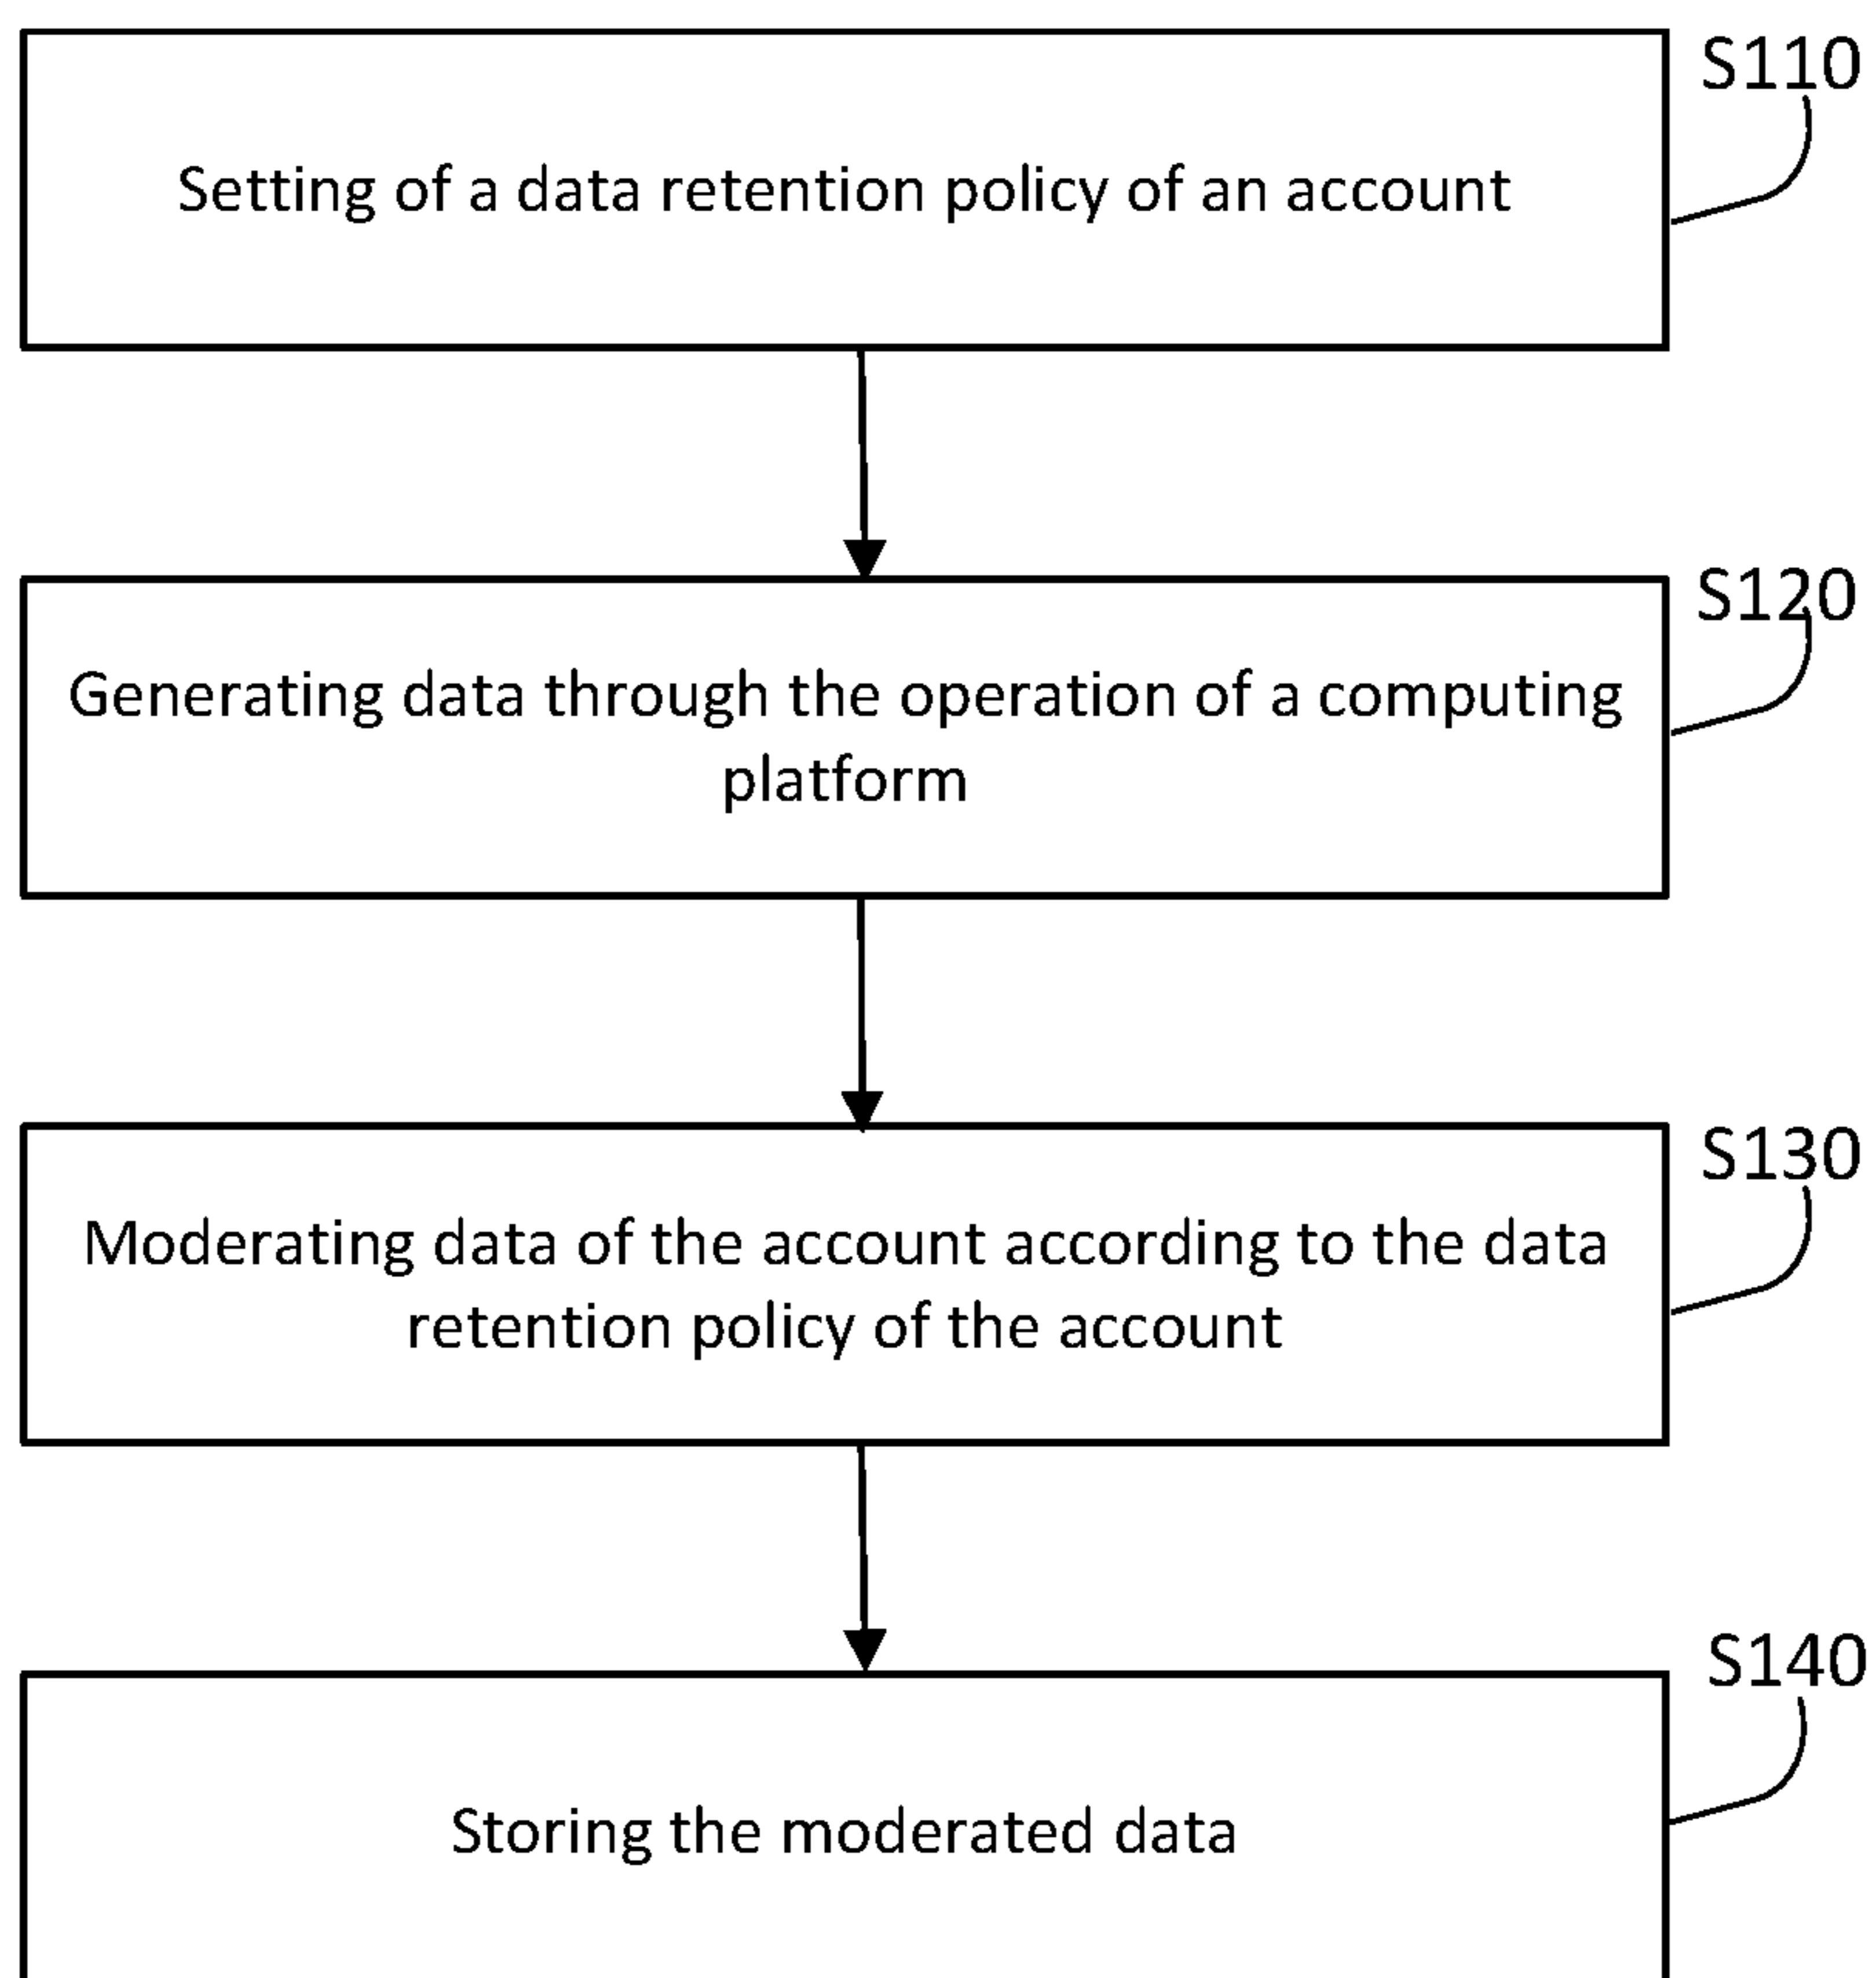 S110
Setting of a data retention policy of an account
S120
Generating data through the operation of a computing
platform
S130
Moderating data of the account according to the data
retention policy of the account
S140
Storing the moderated data